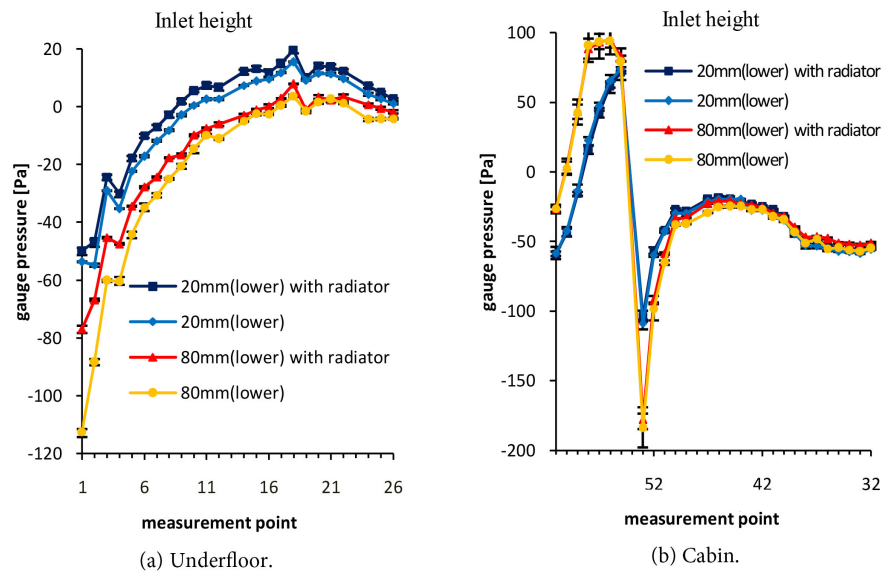 Inlet height
20
0
-20
-40
-60
-80
-100
-120
gauge pressure [Pa]
20mm(lower) with radiator
20mm(lower)
80mm(lower) with radiator
80mm(lower)
1
6
11
16
21
26
measurement point
(a) Underfloor.
Inlet height
100
50
0
-50
-100
-150
-200
gauge pressure [Pa]
20mm(lower) with radiator
20mm(lower)
80mm(lower) with radiator
80mm(lower)
52
42
32
measurement point
(b) Cabin.